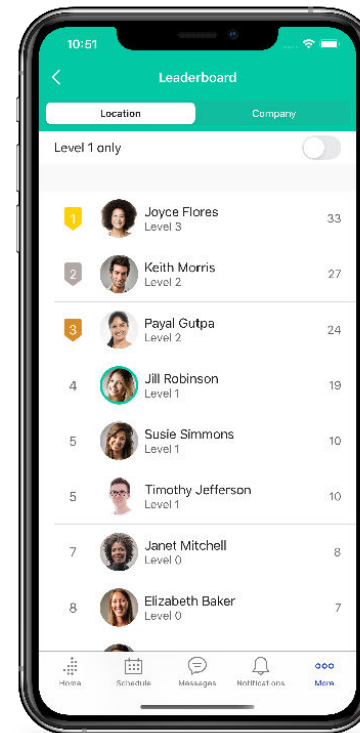 10:51
Leaderboard
Location
Company
Level 1 only
1
Joyce Flores
33
Level 3
2
Keith Morris
27
Level 2
3
Payal Gutpa
24
Level 2
4
Jill Robinson
19
Level 1
5
Susie Simmons
10
Level 1
5
Timothy Jefferson
10
Level 1
7
Janet Mitchell
8
Level 0
8
Elizabeth Baker
7
Level 0
Home
Schedule
Messages
Notifications
More